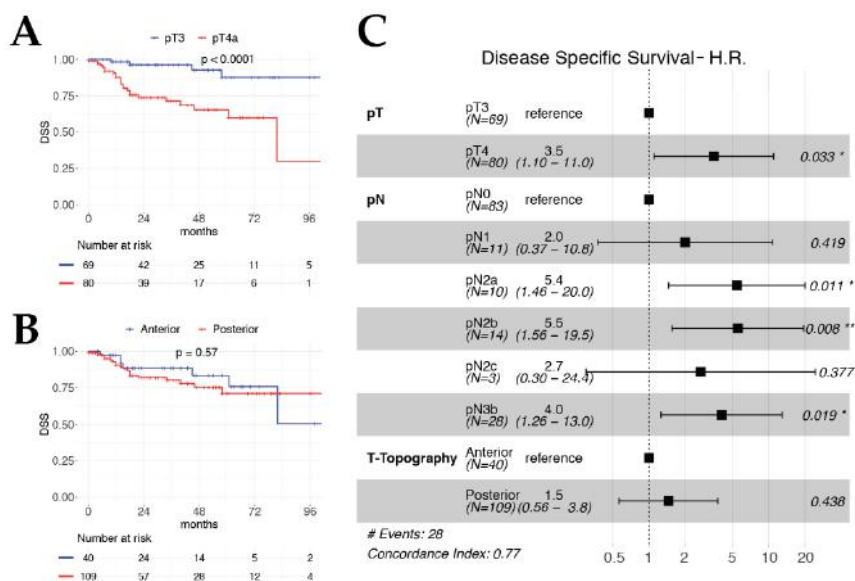 A
pT3 pT4a
p < 0.0001
1.00
0.75
0.50
0.25
0.00
DSS
0 24 48 72 96
months
Number at risk
69 42 25 11 5
80 39 17 6 1
B
Anterior Posterior
p = 0.57
1.00
0.75
0.50
0.25
0.00
DSS
0 24 48 72 96
months
Number at risk
40 24 14 5 2
109 57 28 12 4
C
Disease Specific Survival - H.R.
pT pT3 reference
(N=69)
pT4 3.5 0.033 *
(N=80) (1.10 - 11.0)
pN pN0 reference
(N=83)
pN1 2.0 0.419
(N=11) (0.37 - 10.8)
pN2a 5.4 0.011 *
(N=10) (1.46 - 20.0)
pN2b 5.5 0.008 **
(N=14) (1.56 - 19.5)
pN2c 2.7 0.377
(N=3) (0.30 - 24.4)
pN3b 4.0 0.019 *
(N=28) (1.26 - 13.0)
T-Topography Anterior reference
(N=40)
Posterior 1.5 0.438
(N=109) (0.56 - 3.8)
# Events: 28
Concordance Index: 0.77
0.5 1 2 5 10 20